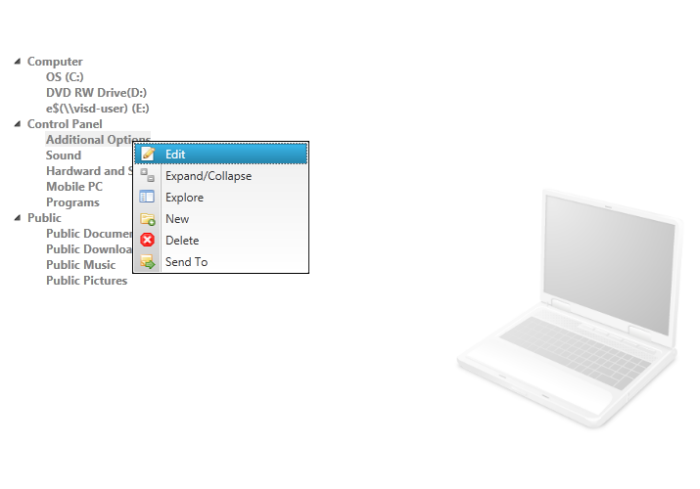 Computer
OS (C:)
DVD RW Drive(D:)
e$(\\visd-user) (E:)
Control Panel
Additional Options
Sound
Hardward and S
Mobile PC
Programs
Public
Public Documen
Public Downloa
Public Music
Public Pictures
Edit
Expand/Collapse
Explore
New
Delete
Send To